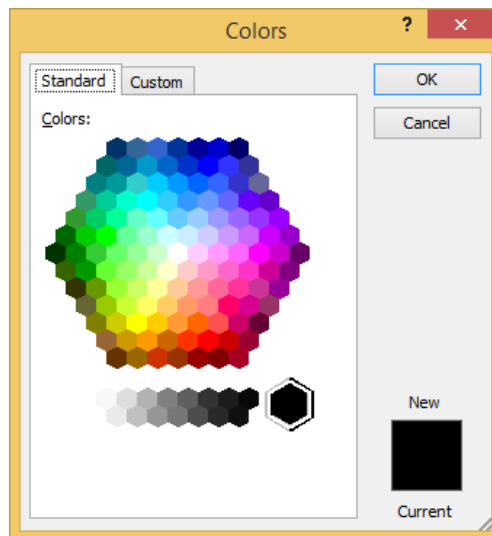 Colors
?
×
Standard
Custom
OK
Cancel
Colors:
New
Current